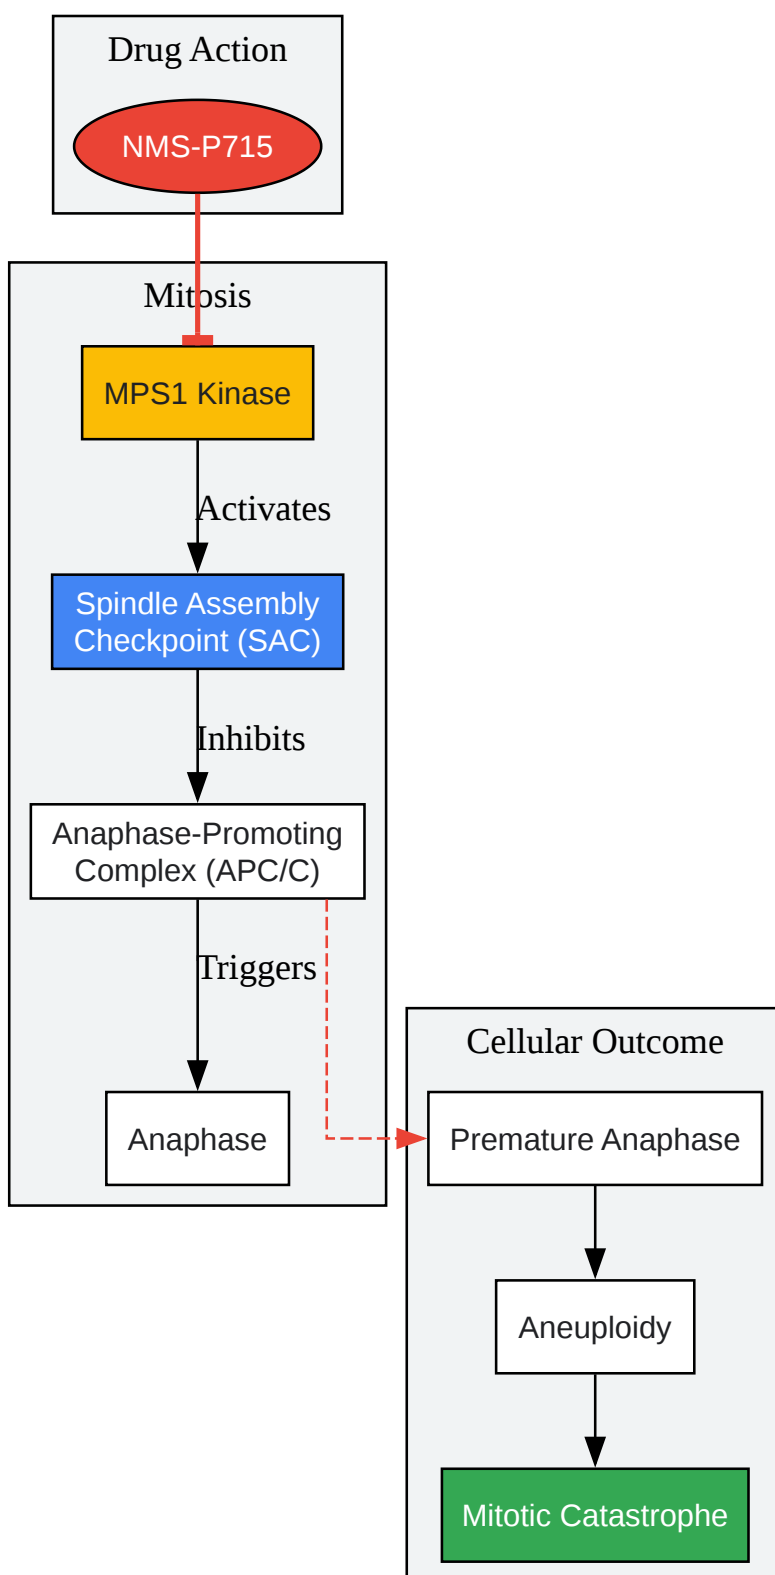 Drug Action
NMS-P715
Mitosis
MPS1 Kinase
Activates
Spindle Assembly
Checkpoint (SAC)
Inhibits
Anaphase-Promoting
Complex (APC/C)
Triggers
Anaphase
Cellular Outcome
Premature Anaphase
Aneuploidy
Mitotic Catastrophe